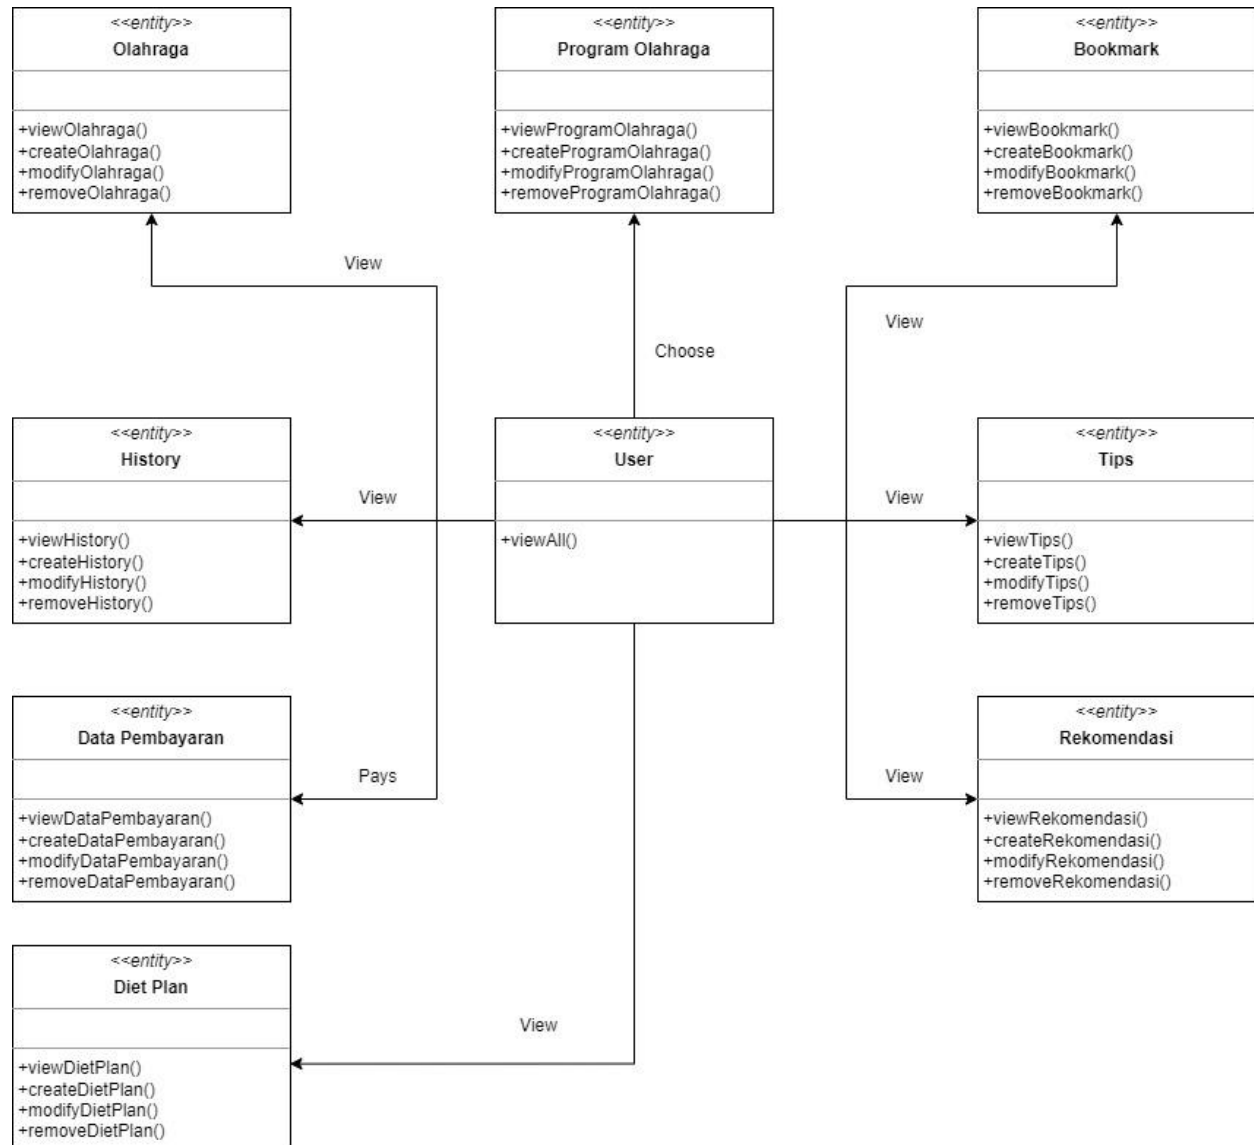 <<entity>>
Olahraga
+viewOlahraga()
+createOlahraga()
+modifyOlahraga()
+removeOlahraga()
<<entity>>
Program Olahraga
+viewProgramOlahraga()
+createProgramOlahraga()
+modifyProgramOlahraga()
+removeProgramOlahraga()
<<entity>>
Bookmark
+viewBookmark()
+createBookmark()
+modifyBookmark()
+removeBookmark()
View
View
Choose
<<entity>>
History
+viewHistory()
+createHistory()
+modifyHistory()
+removeHistory()
View
<<entity>>
User
+viewAll()
View
<<entity>>
Tips
+viewTips()
+createTips()
+modifyTips()
+removeTips()
<<entity>>
Data Pembayaran
+viewDataPembayaran()
+createDataPembayaran()
+modifyDataPembayaran()
+removeDataPembayaran()
Pays
View
<<entity>>
Rekomendasi
+viewRekomendasi()
+createRekomendasi()
+modifyRekomendasi()
+removeRekomendasi()
<<entity>>
Diet Plan
+viewDietPlan()
+createDietPlan()
+modifyDietPlan()
+removeDietPlan()
View